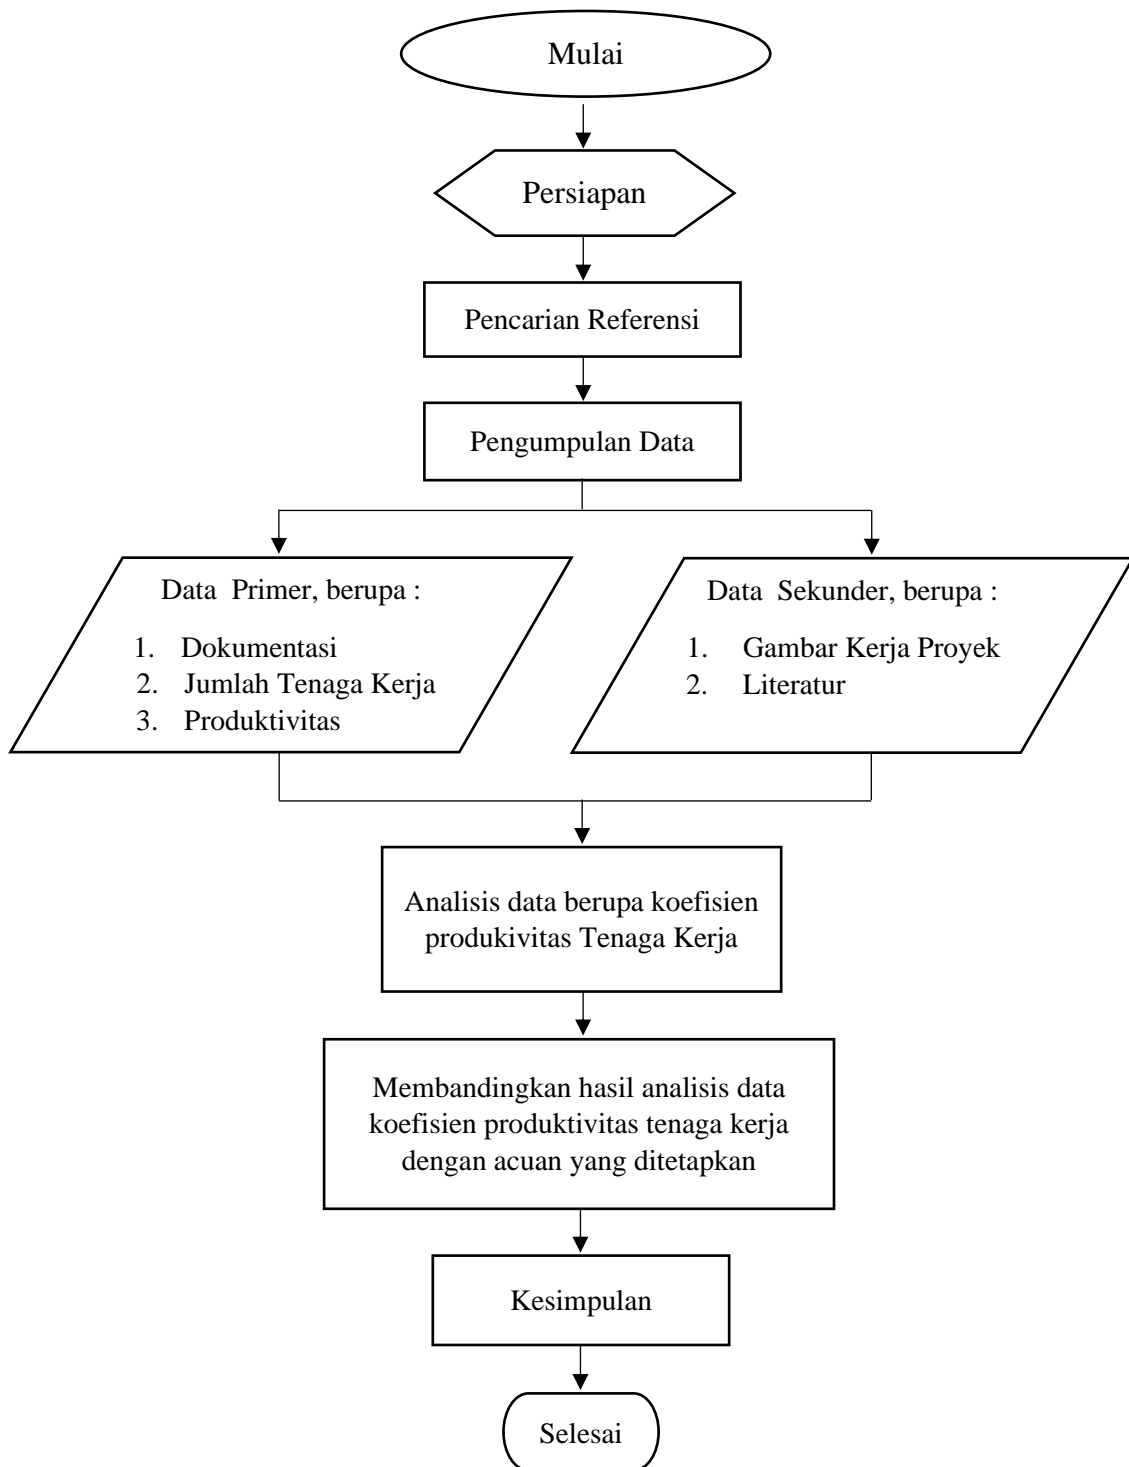 Mulai
Persiapan
Pencarian Referensi
Pengumpulan Data
Data Primer, berupa :
1. Dokumentasi
2. Jumlah Tenaga Kerja
3. Produktivitas
Data Sekunder, berupa :
1. Gambar Kerja Proyek
2. Literatur
Analisis data berupa koefisien
produkivitas Tenaga Kerja
Membandingkan hasil analisis data
koefisien produktivitas tenaga kerja
dengan acuan yang ditetapkan
Kesimpulan
Selesai